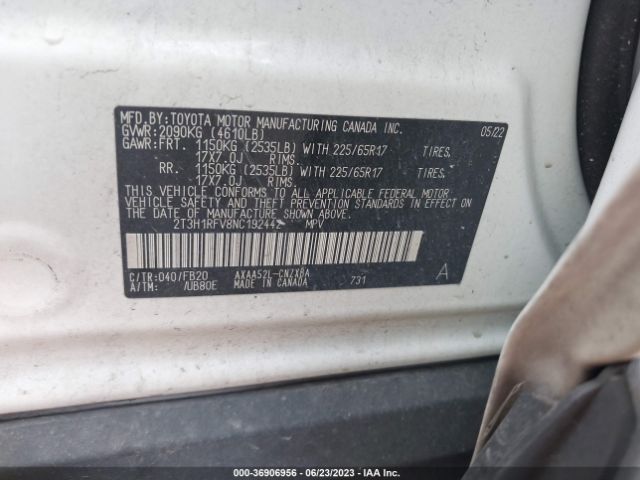 MFD.BY:TOYOTA MOTOR MANUFACTURING CANADA INC. 05/22
GVWR:2090KG (4610LB)
GAWR:FRT. 1150KG (2535LB) WITH 225/65R17 TIRES,
17X7.0J RIMS.
RR. 1150KG (2535LB) WITH 225/65R17 TIRES,
17X7.0J RIMS.
THIS VEHICLE CONFORMS TO ALL APPLICABLE FEDERAL MOTOR
VEHICLE SAFETY AND THEFT PREVENTION STANDARDS IN EFFECT ON
THE DATE OF MANUFACTURE SHOWN ABOVE.
2T3H1RFV8NC192442 MPV
C/TR:040/FB20 AXAA52L-CNZXBA A
A/TM: /UB80E MADE IN CANADA 731
000-36906956 - 06/23/2023 - IAA Inc.